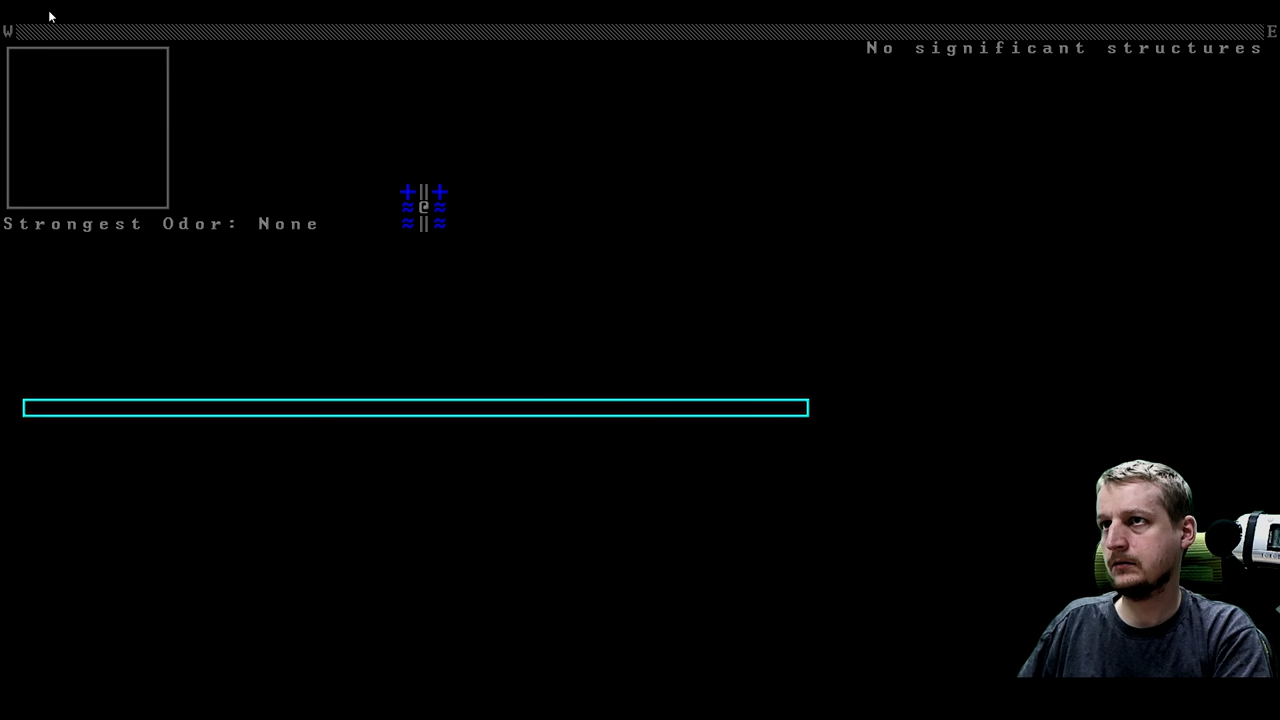 W E
No significant structures
+||+
≈@≈
≈||≈
Strongest Odor: None